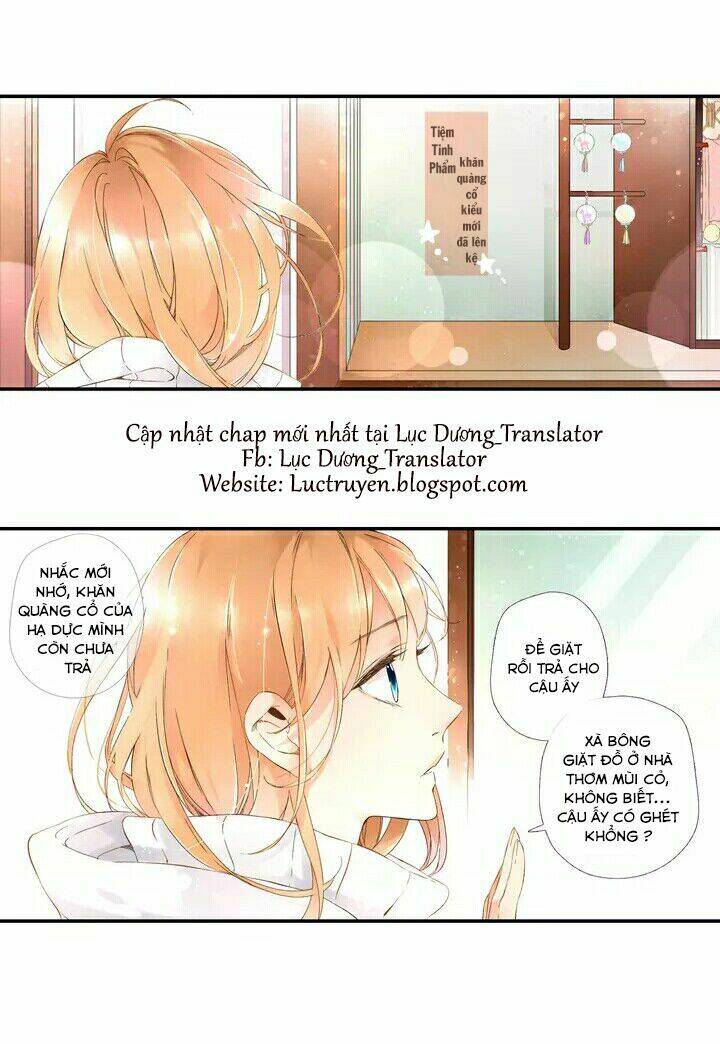 Tiệm
Tinh
Phẩm
khăn
quàng
cổ
kiểu
mới
đã lên
kệ
Cập nhật chap mới nhất tại Lục Dương_Translator
Fb: Lục Dương_Translator
Website: Luctruyen.blogspot.com
NHẮC MỚI
NHỚ, KHĂN
QUÀNG CỔ CỦA
HẠ DỰC MÌNH
CÒN CHƯA
TRẢ
ĐỂ GIẶT
RỒI TRẢ CHO
CẬU ẤY
XÀ BÔNG
GIẶT ĐỒ Ở NHÀ
THƠM MÙI CỎ,
KHÔNG BIẾT...
CẬU ẤY CÓ GHÉT
KHỔNG ?